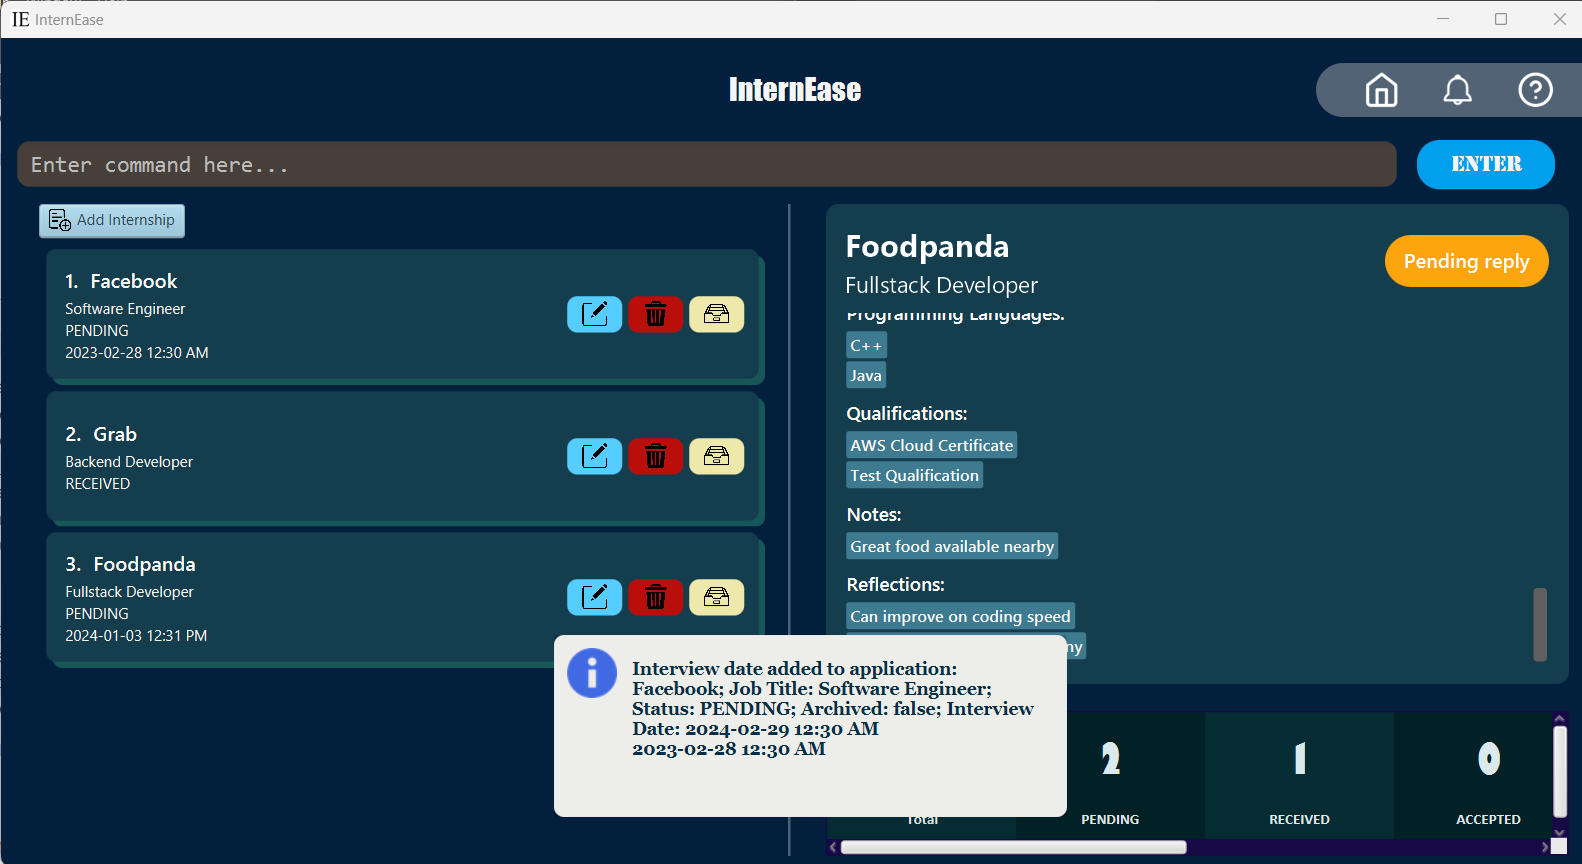 IE InternEase
InternEase
Enter command here...
ENTER
Add Internship
1. Facebook
Software Engineer
PENDING
2023-02-28 12:30 AM
2. Grab
Backend Developer
RECEIVED
3. Foodpanda
Fullstack Developer
PENDING
2024-01-03 12:31 PM
Foodpanda
Fullstack Developer
Pending reply
Programming Languages:
C++
Java
Qualifications:
AWS Cloud Certificate
Test Qualification
Notes:
Great food available nearby
Reflections:
Can improve on coding speed
Interview date added to application:
Facebook; Job Title: Software Engineer;
Status: PENDING; Archived: false; Interview
Date: 2024-02-29 12:30 AM
2023-02-28 12:30 AM
Total
2
PENDING
1
RECEIVED
0
ACCEPTED